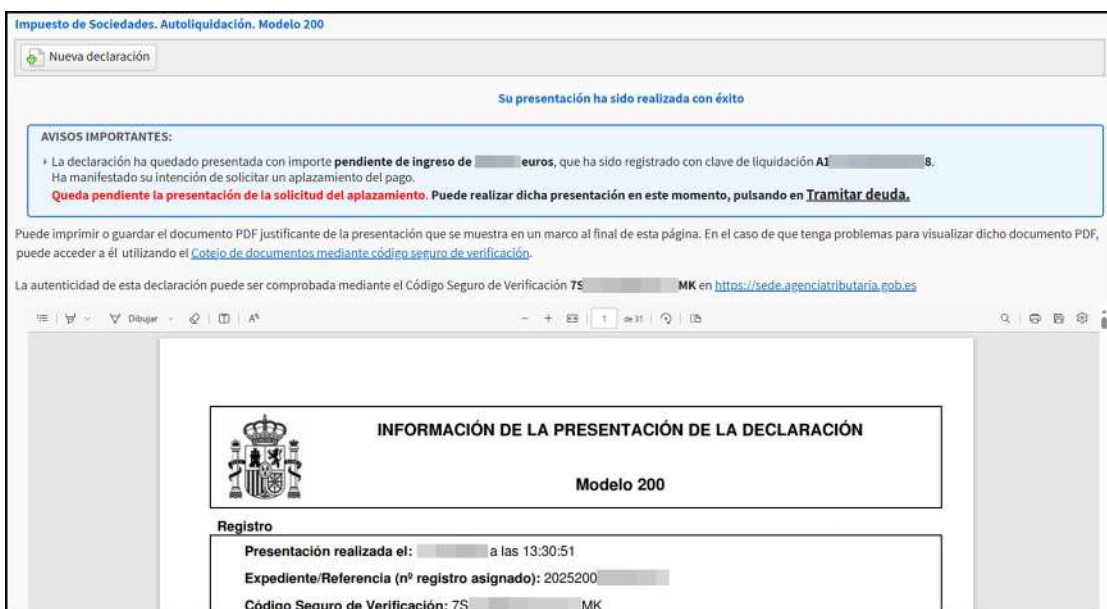 Impuesto de Sociedades. Autoliquidación. Modelo 200
Nueva declaración
Su presentación ha sido realizada con éxito
AVISOS IMPORTANTES:
La declaración ha quedado presentada con importe pendiente de ingreso de euros, que ha sido registrado con clave de liquidación A1 8.
Ha manifestado su intención de solicitar un aplazamiento del pago.
Queda pendiente la presentación de la solicitud del aplazamiento. Puede realizar dicha presentación en este momento, pulsando en Tramitar deuda.
Puede imprimir o guardar el documento PDF justificante de la presentación que se muestra en un marco al final de esta página. En el caso de que tenga problemas para visualizar dicho documento PDF,
puede acceder a él utilizando el Cotejo de documentos mediante código seguro de verificación.
La autenticidad de esta declaración puede ser comprobada mediante el Código Seguro de Verificación 7S MK en https://sede.agenciatributaria.gob.es
Dibujar 1 de 31
INFORMACIÓN DE LA PRESENTACIÓN DE LA DECLARACIÓN
Modelo 200
Registro
Presentación realizada el: a las 13:30:51
Expediente/Referencia (nº registro asignado): 2025200
Código Seguro de Verificación: 7S MK